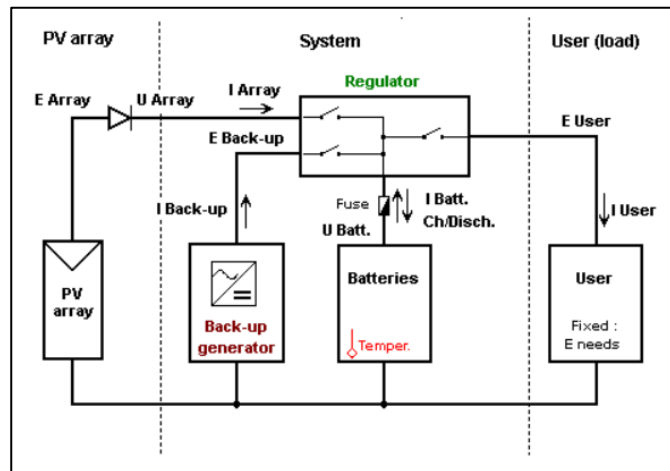 PV array
System
User (load)
Regulator
I Array
E Array
U Array
E Back-up
E User
I Back-up
Fuse
I Batt.
Ch/Disch.
U Batt.
I User
PV
array
Back-up
generator
Batteries
Temper.
User
Fixed :
E needs